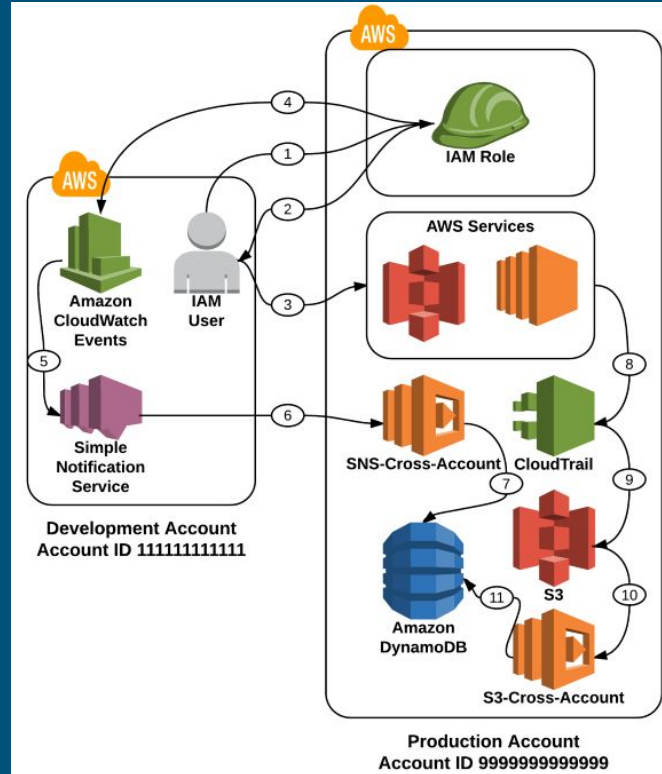 AWS
4
1
IAM Role
AWS
2
AWS Services
Amazon
CloudWatch
Events
IAM
User
3
5
8
6
Simple
Notification
Service
SNS-Cross-Account
CloudTrail
7
9
Development Account
Account ID 111111111111
S3
11
10
Amazon
DynamoDB
S3-Cross-Account
Production Account
Account ID 9999999999999